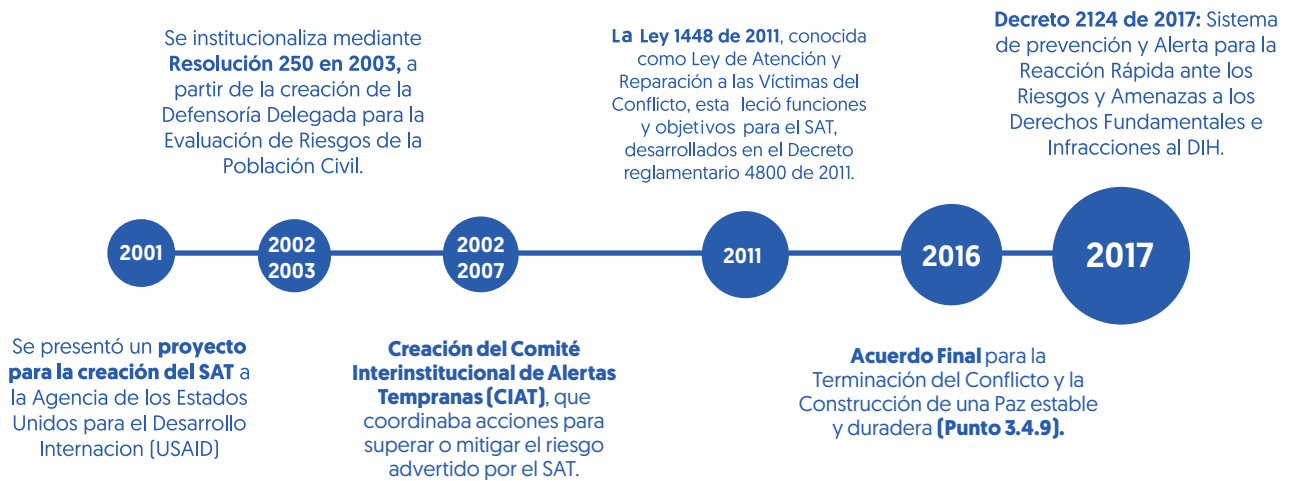 Se institucionaliza mediante
Resolución 250 en 2003, a
partir de la creación de la
Defensoría Delegada para la
Evaluación de Riesgos de la
Población Civil.
La Ley 1448 de 2011, conocida
como Ley de Atención y
Reparación a las Víctimas del
Conflicto, esta leció funciones
y objetivos para el SAT,
desarrollados en el Decreto
reglamentario 4800 de 2011.
Decreto 2124 de 2017: Sistema
de prevención y Alerta para la
Reacción Rápida ante los
Riesgos y Amenazas a los
Derechos Fundamentales e
Infracciones al DIH.
2001
2002
2003
2002
2007
2011
2016
2017
Se presentó un proyecto
para la creación del SAT a
la Agencia de los Estados
Unidos para el Desarrollo
Internacion (USAID)
Creación del Comité
Interinstitucional de Alertas
Tempranas (CIAT), que
coordinaba acciones para
superar o mitigar el riesgo
advertido por el SAT.
Acuerdo Final para la
Terminación del Conflicto y la
Construcción de una Paz estable
y duradera (Punto 3.4.9).